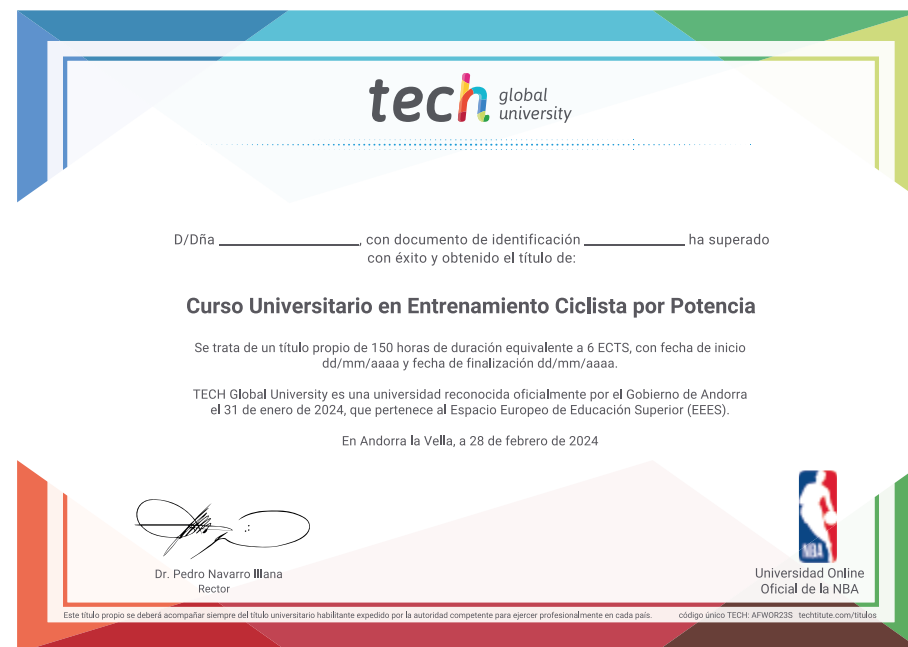 tech global
university
D/Dña ______________, con documento de identificación __________ ha superado
con éxito y obtenido el título de:
Curso Universitario en Entrenamiento Ciclista por Potencia
Se trata de un título propio de 150 horas de duración equivalente a 6 ECTS, con fecha de inicio
dd/mm/aaaa y fecha de finalización dd/mm/aaaa.
TECH Global University es una universidad reconocida oficialmente por el Gobierno de Andorra
el 31 de enero de 2024, que pertenece al Espacio Europeo de Educación Superior (EEES).
En Andorra la Vella, a 28 de febrero de 2024
Dr. Pedro Navarro Illana
Rector
NBA
Universidad Online
Oficial de la NBA
Este título propio se deberá acompañar siempre del título universitario habilitante expedido por la autoridad competente para ejercer profesionalmente en cada país. código único TECH: AFWOR23S techtitute.com/titulos